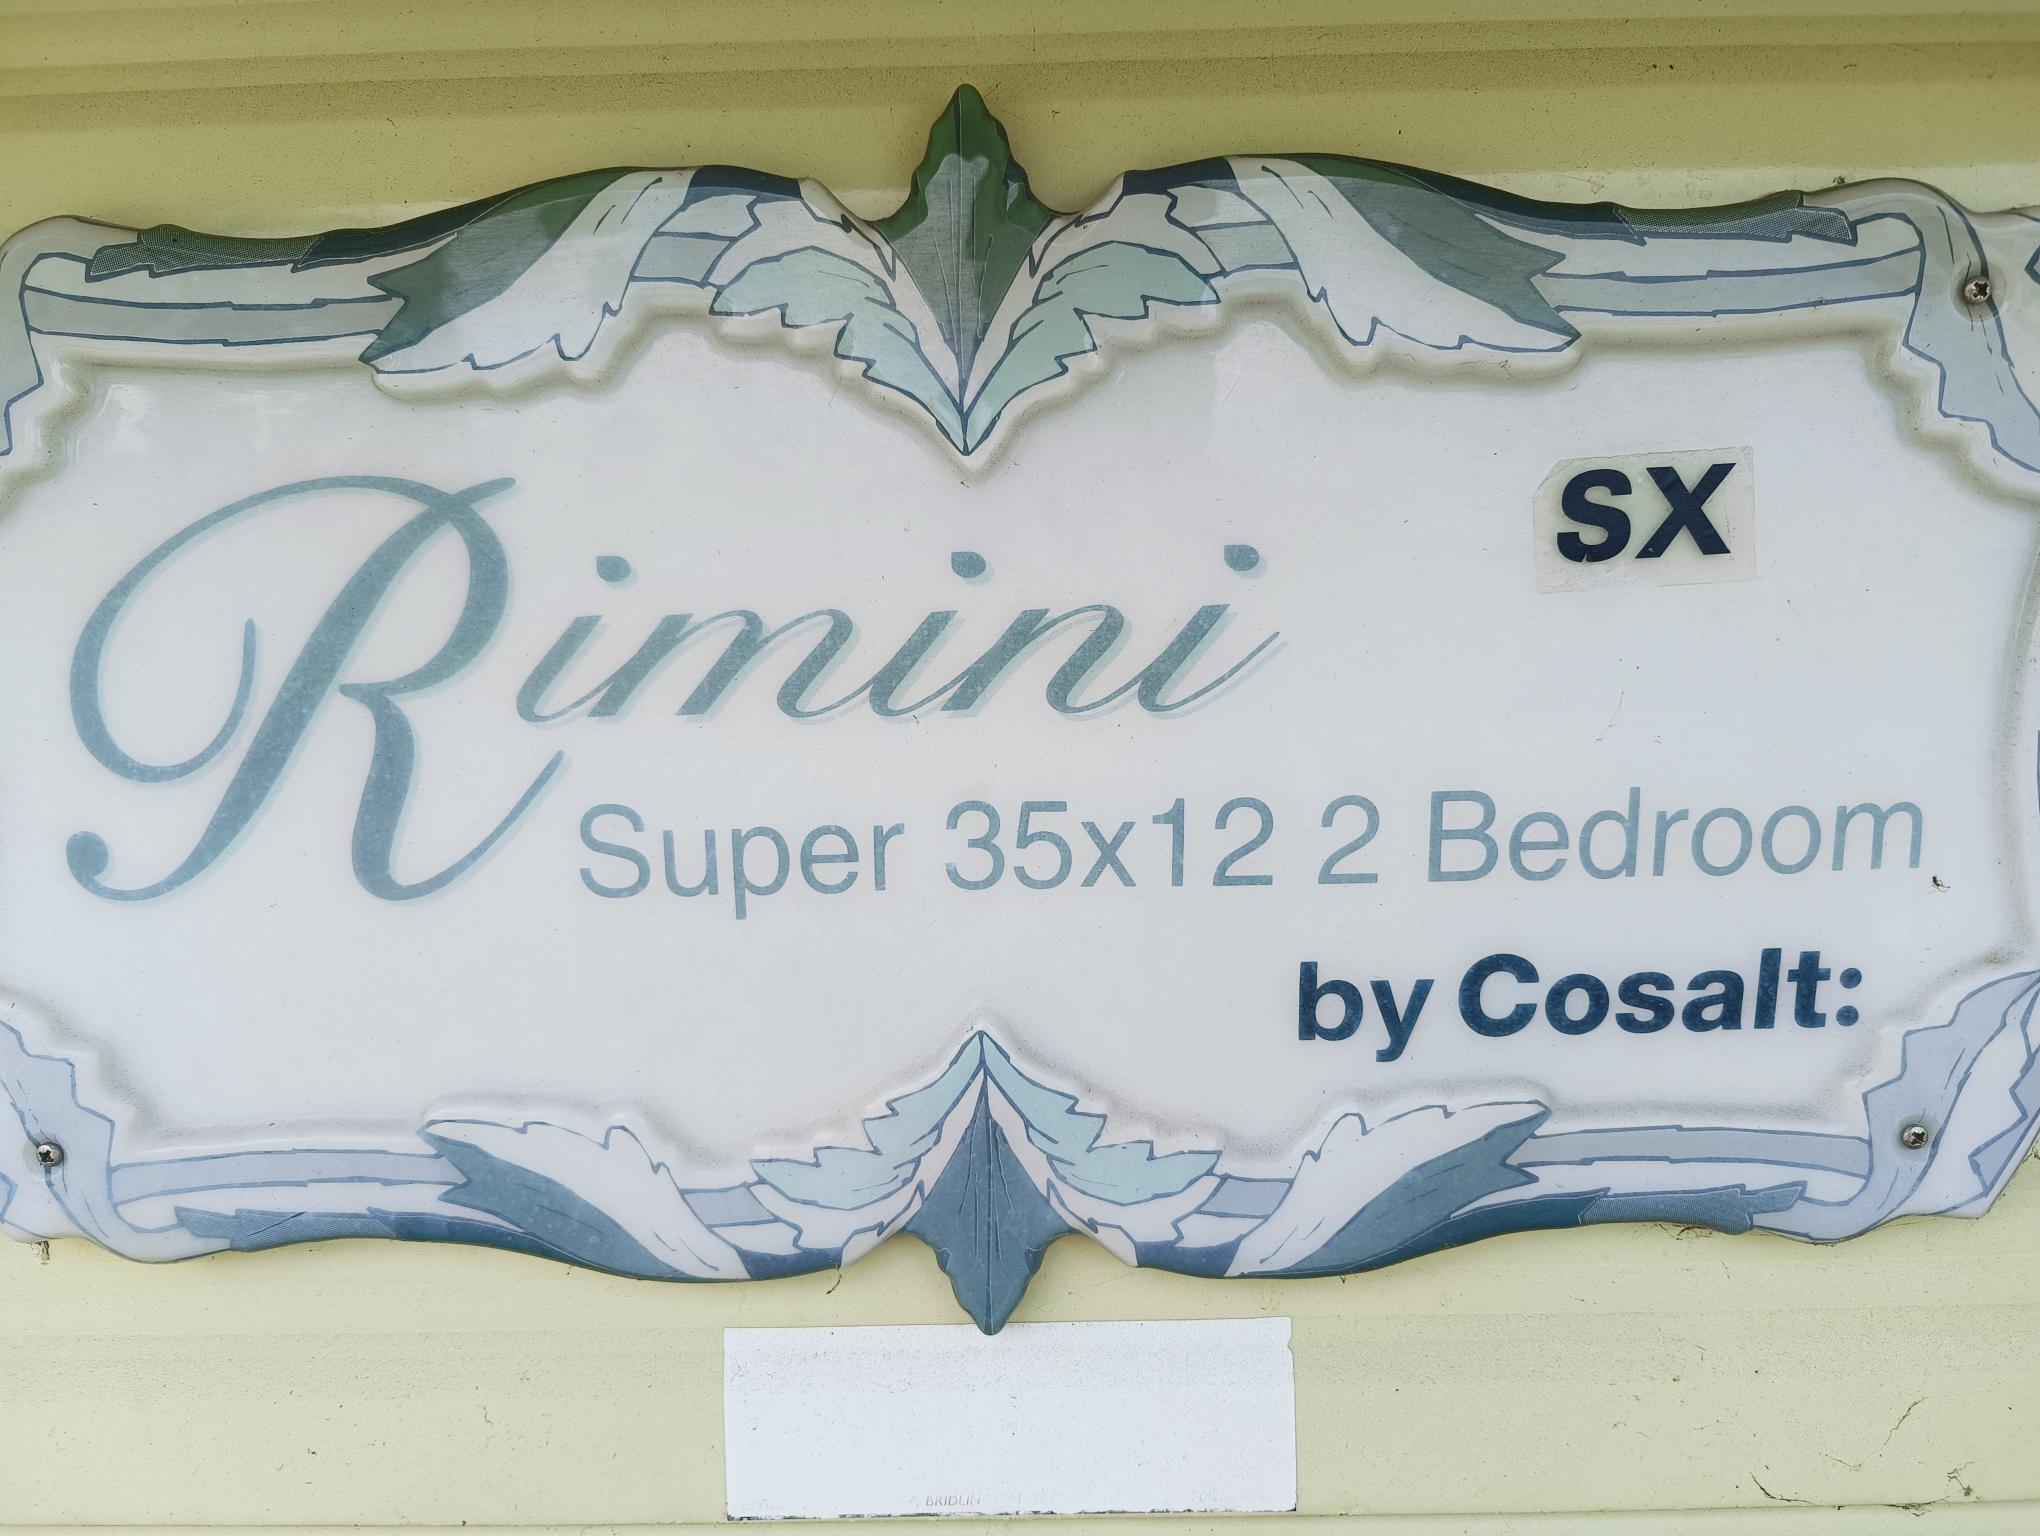 Rimini
SX
Super 35x12 2 Bedroom
by Cosalt: